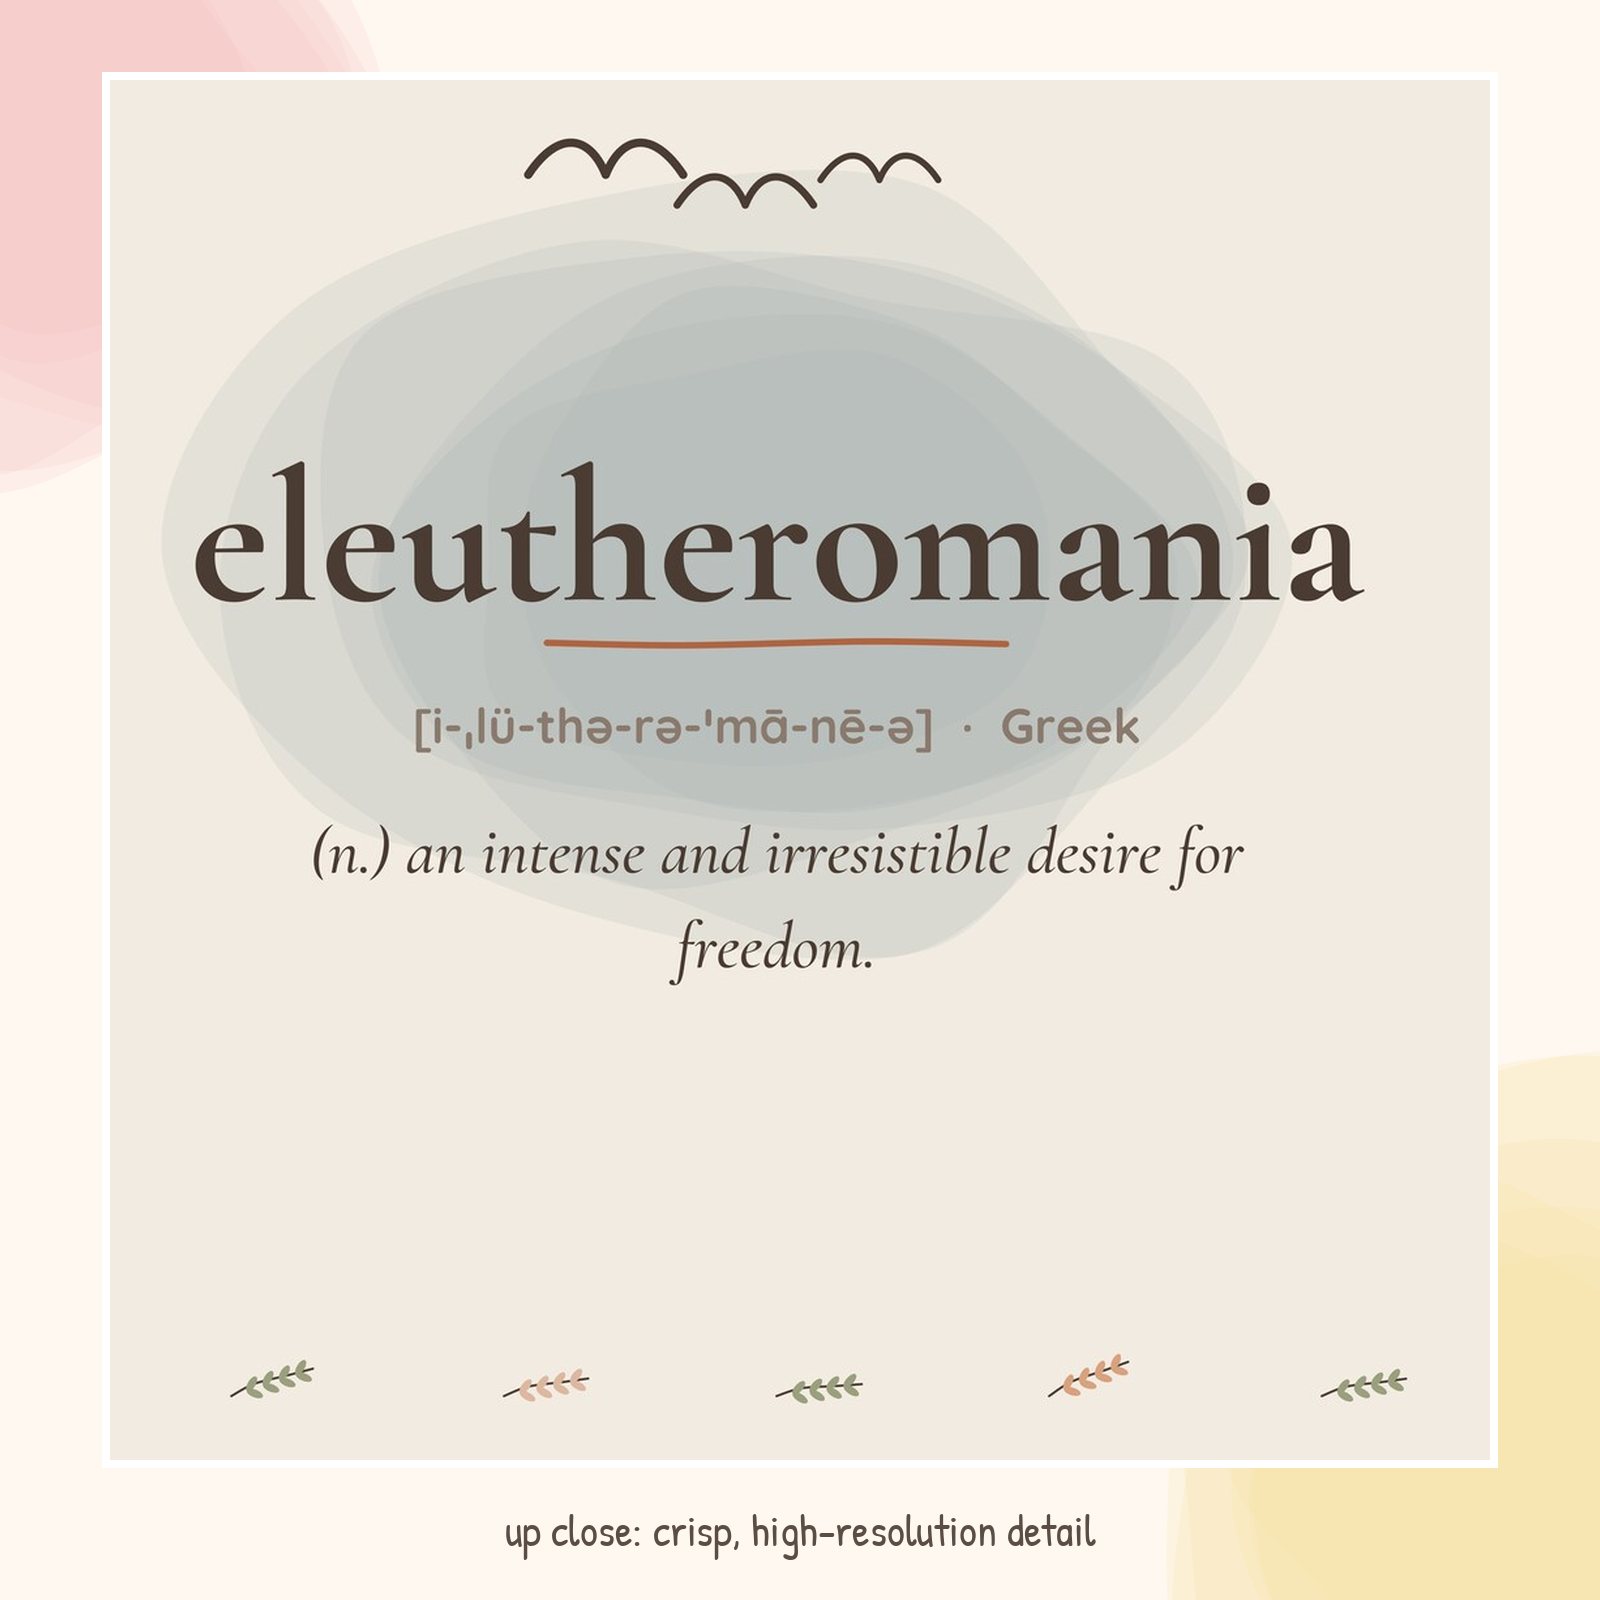 eleutheromania
[i-ˌlü-thə-rə-ˈmā-nē-ə] · Greek
(n.) an intense and irresistible desire for
freedom.
up close: crisp, high-resolution detail